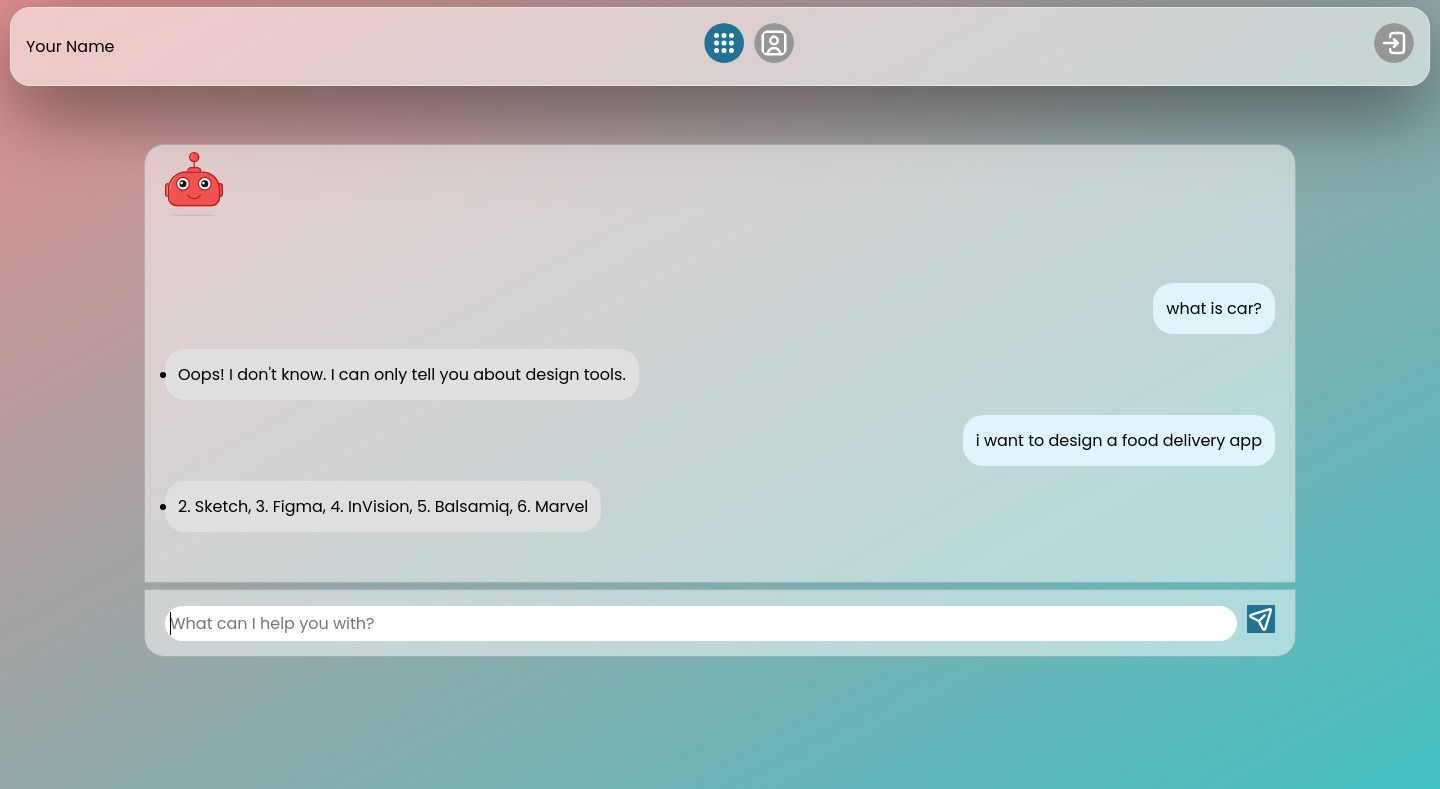 Your Name
what is car?
Oops! I don't know. I can only tell you about design tools.
i want to design a food delivery app
2. Sketch, 3. Figma, 4. InVision, 5. Balsamiq, 6. Marvel
What can I help you with?